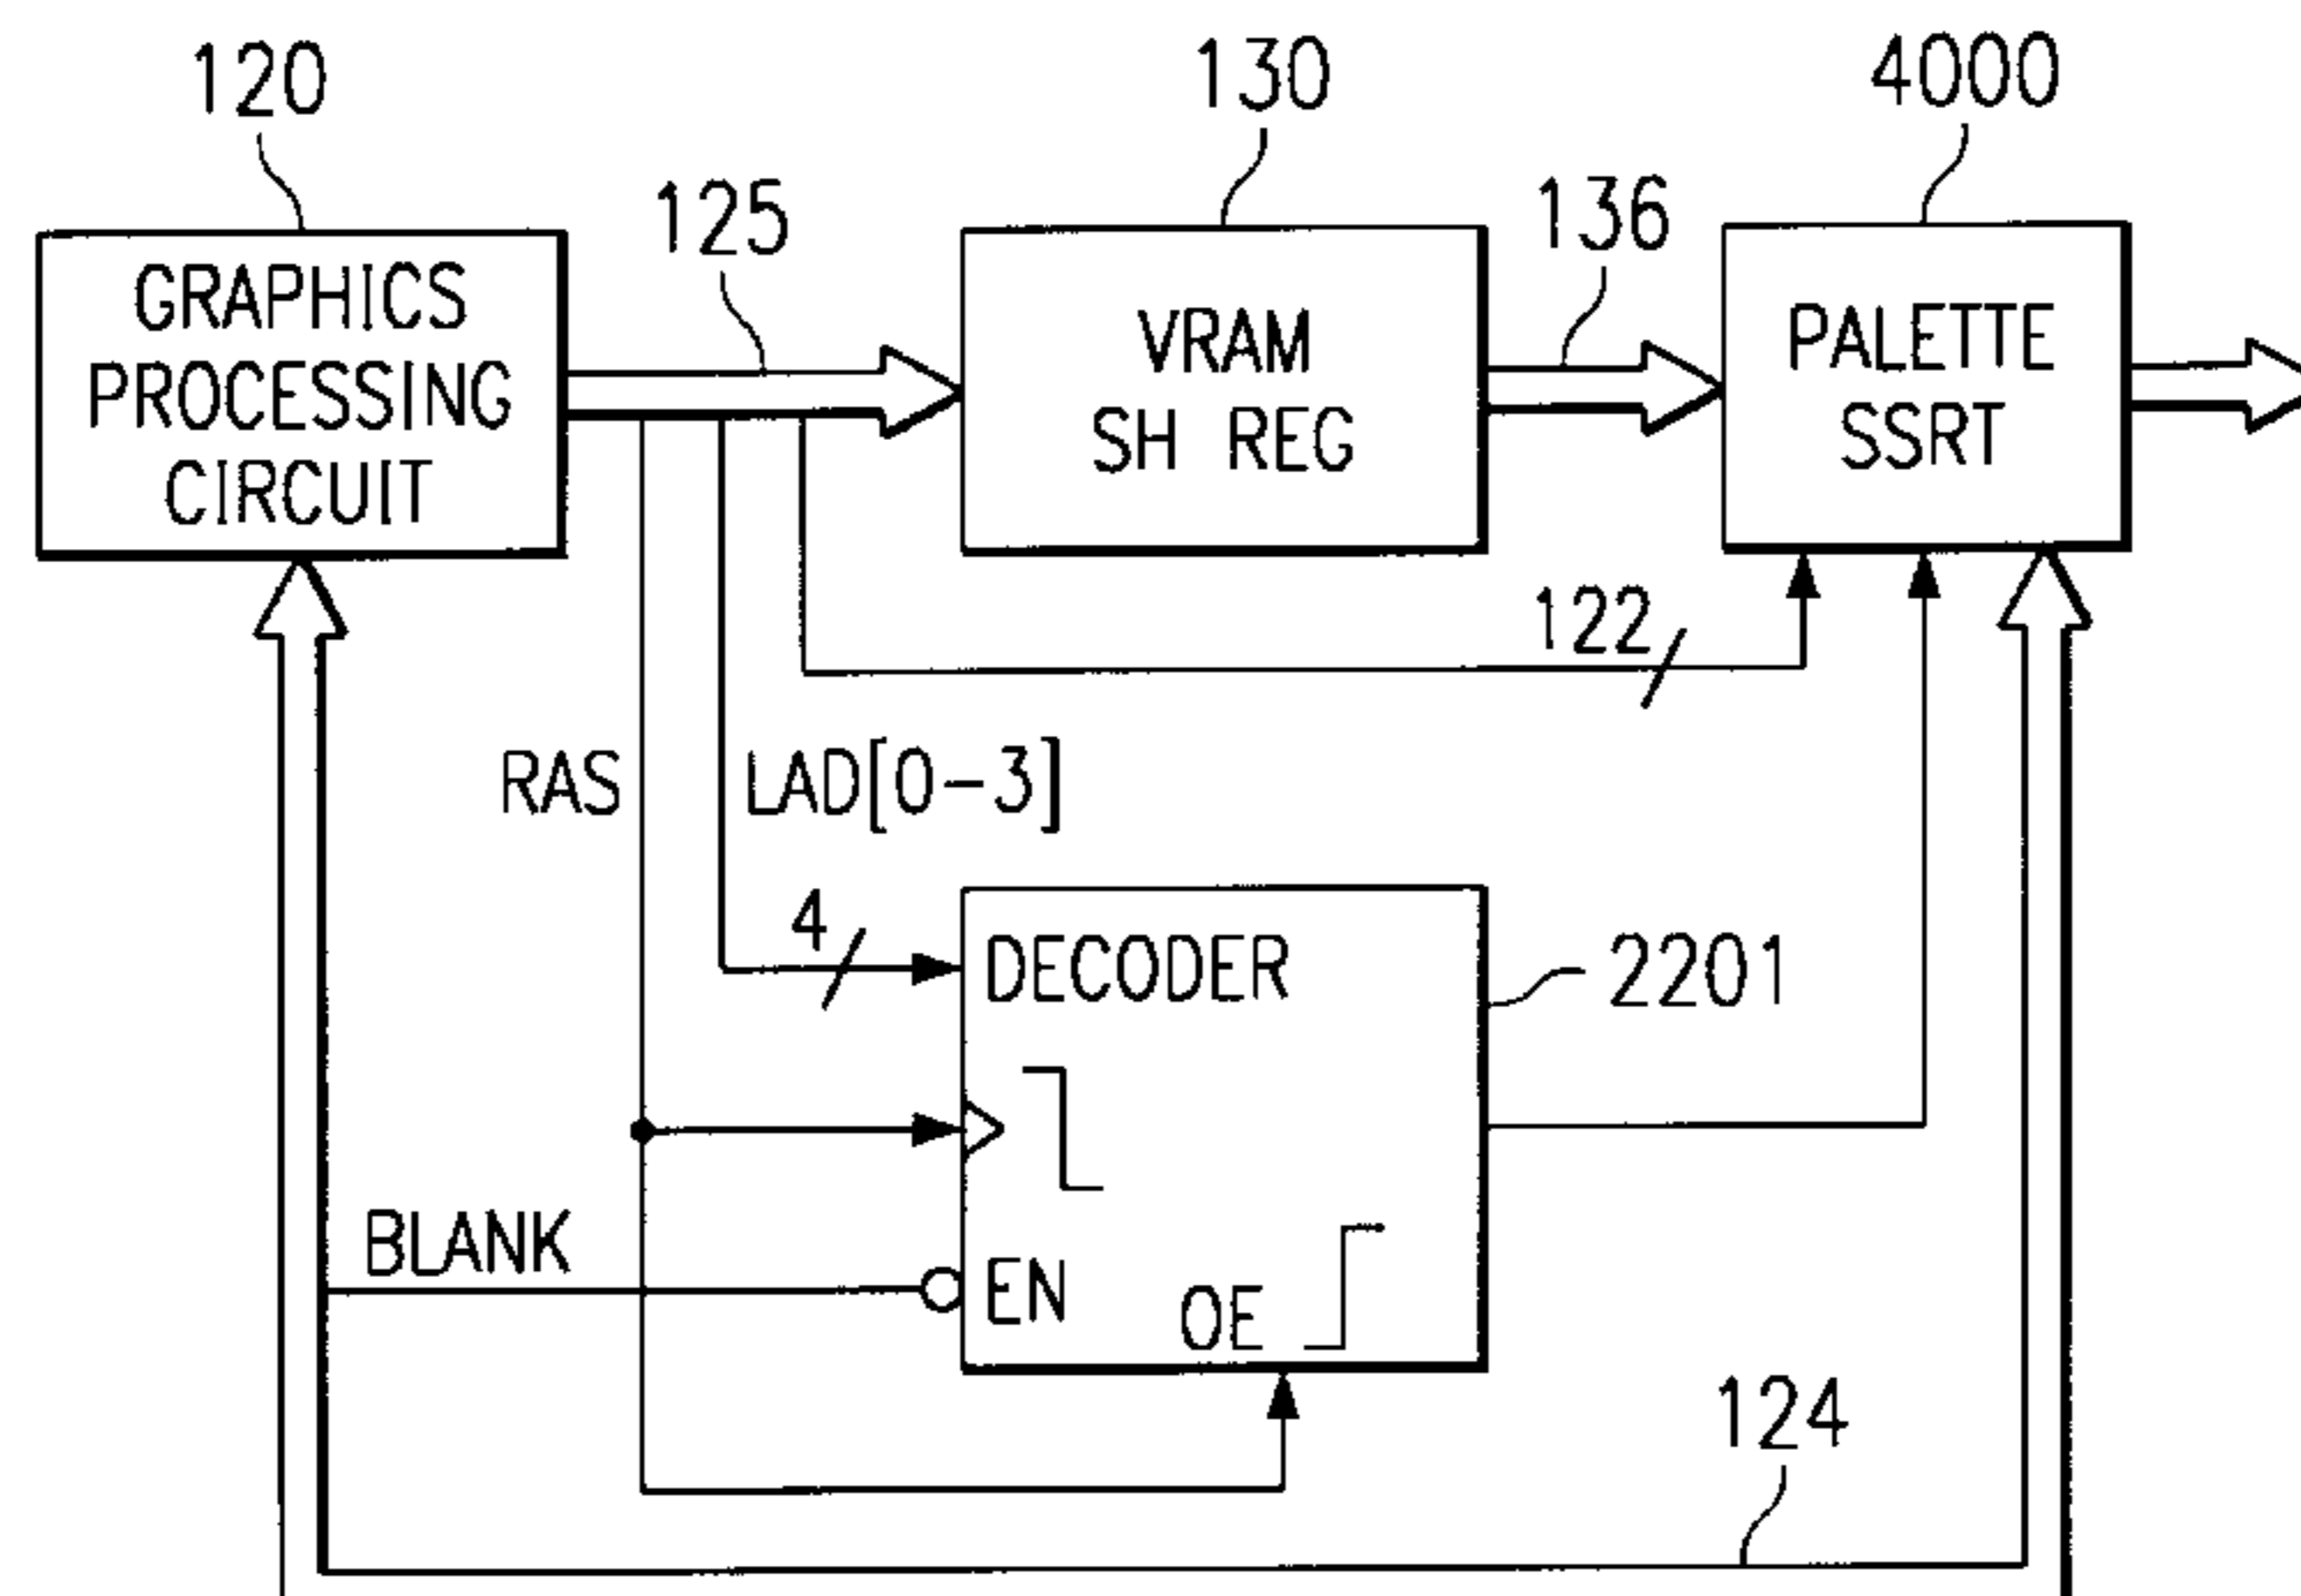 120
130
4000
125
136
GRAPHICS
PROCESSING
CIRCUIT
VRAM
SH REG
PALETTE
SSRT
122
RAS
LAD[0-3]
4
DECODER
2201
BLANK
EN
OE
124